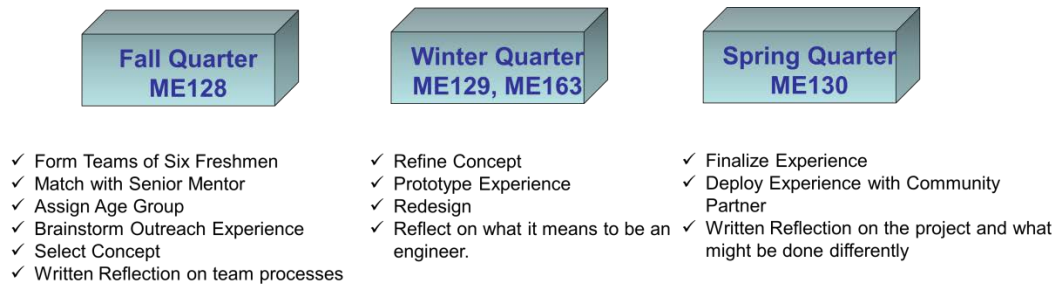 Fall Quarter
ME128
✓ Form Teams of Six Freshmen
✓ Match with Senior Mentor
✓ Assign Age Group
✓ Brainstorm Outreach Experience
✓ Select Concept
✓ Written Reflection on team processes
Winter Quarter
ME129, ME163
✓ Refine Concept
✓ Prototype Experience
✓ Redesign
✓ Reflect on what it means to be an
engineer.
Spring Quarter
ME130
✓ Finalize Experience
✓ Deploy Experience with Community
Partner
✓ Written Reflection on the project and what
might be done differently